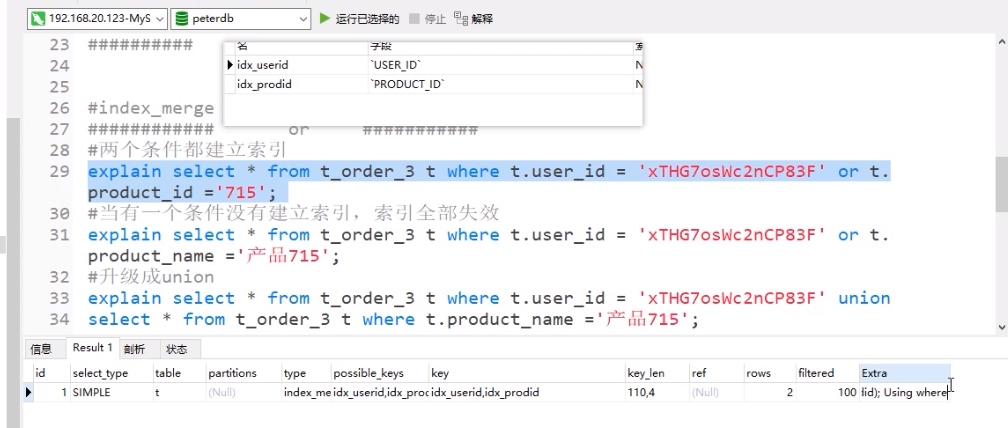 192.168.20.123-MyS peterdb 运行已选择的 停止 解释
名 字段
idx_userid `USER_ID` N
idx_prodid `PRODUCT_ID` N
23 ##########
24
25
26 #index_merge
27 ############ or ###########
28 #两个条件都建立索引
29 explain select * from t_order_3 t where t.user_id = 'xTHG7osWc2nCP83F' or t.
product_id ='715';
30 #当有一个条件没有建立索引，索引全部失效
31 explain select * from t_order_3 t where t.user_id = 'xTHG7osWc2nCP83F' or t.
product_name ='产品715';
32 #升级成union
33 explain select * from t_order_3 t where t.user_id = 'xTHG7osWc2nCP83F' union
34 select * from t_order_3 t where t.product_name ='产品715';
信息 Result 1 剖析 状态
id select_type table partitions type possible_keys key key_len ref rows filtered Extra
1 SIMPLE t (Null) index_me idx_userid,idx_prod idx_userid,idx_prodid 110,4 (Null) 2 100 lid); Using where